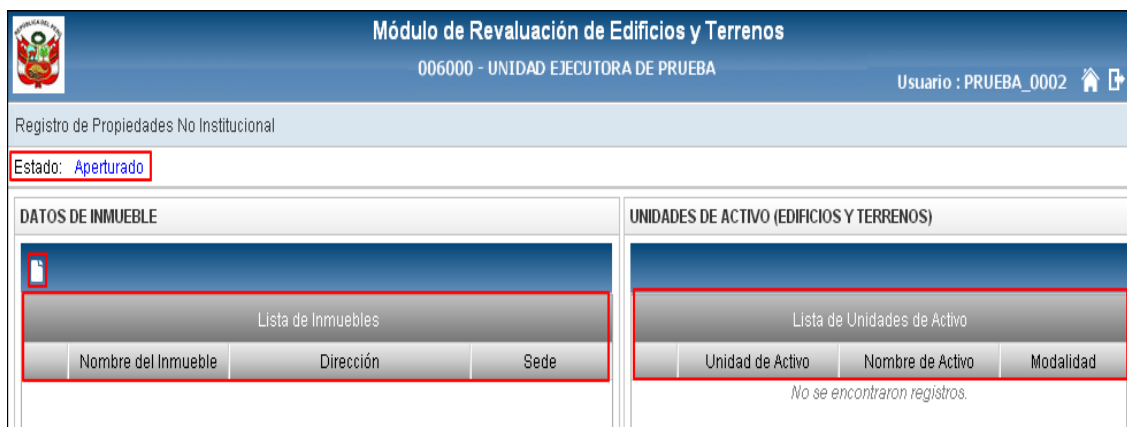 Módulo de Revaluación de Edificios y Terrenos
006000 - UNIDAD EJECUTORA DE PRUEBA
Usuario : PRUEBA_0002
Registro de Propiedades No Institucional
Estado: Aperturado
DATOS DE INMUEBLE
Lista de Inmuebles
Nombre del Inmueble Dirección Sede
UNIDADES DE ACTIVO (EDIFICIOS Y TERRENOS)
Lista de Unidades de Activo
Unidad de Activo Nombre de Activo Modalidad
No se encontraron registros.